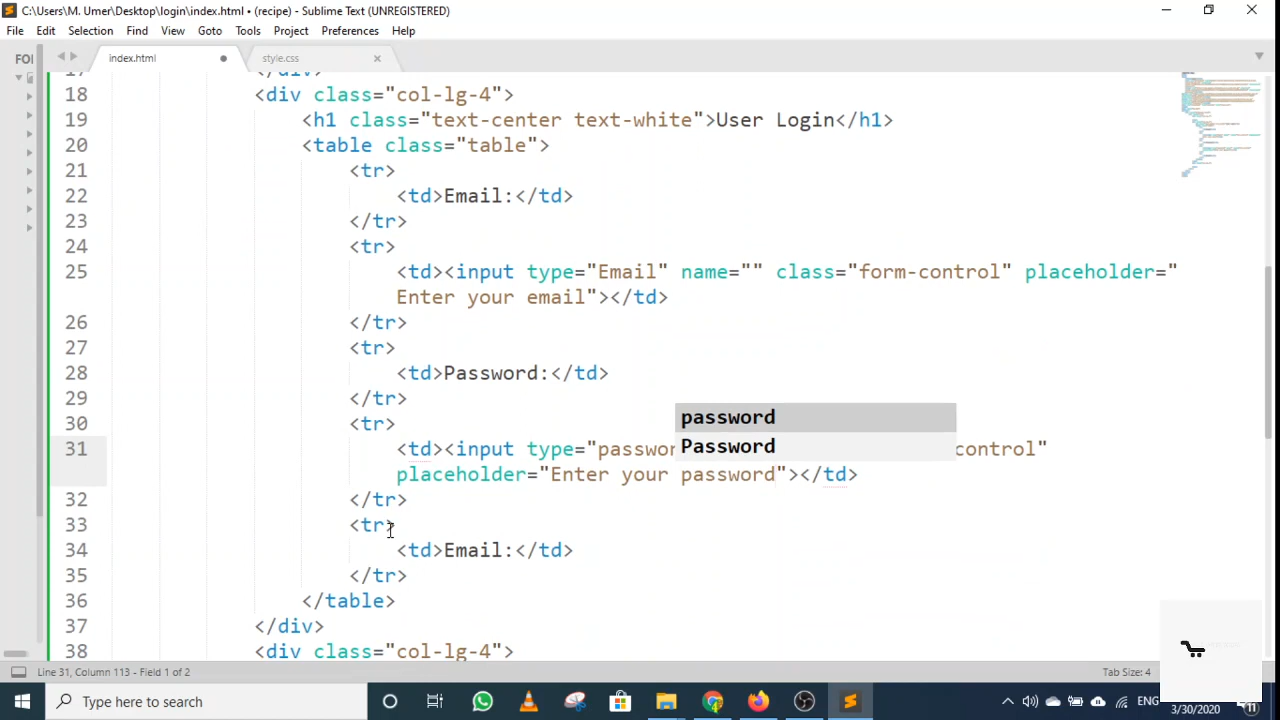 C:\Users\M. Umer\Desktop\login\index.html • (recipe) - Sublime Text (UNREGISTERED)
File Edit Selection Find View Goto Tools Project Preferences Help
FOI index.html style.css
17 </div>
18 <div class="col-lg-4">
19 <h1 class="text-center text-white">User Login</h1>
20 <table class="table">
21 <tr>
22 <td>Email:</td>
23 </tr>
24 <tr>
25 <td><input type="Email" name="" class="form-control" placeholder="
Enter your email"></td>
26 </tr>
27 <tr>
28 <td>Password:</td>
29 </tr>
30 <tr>
password
31 <td><input type="passwor Password control"
placeholder="Enter your password"></td>
32 </tr>
33 <tr>
34 <td>Email:</td>
35 </tr>
36 </table>
37 </div>
38 <div class="col-lg-4">
Line 31, Column 113 - Field 1 of 2 Tab Size: 4
Type here to search ENG
3/30/2020 11